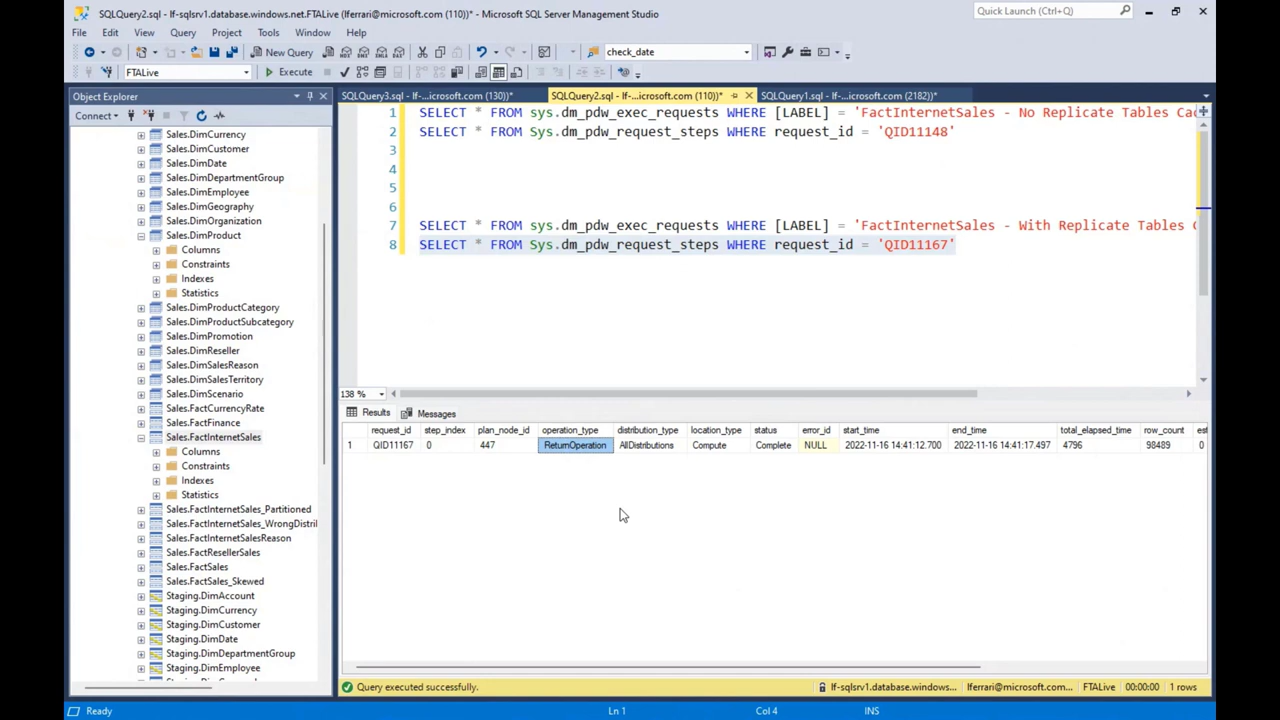 SQLQuery2.sql - lf-sqlsrv1.database.windows.net.FTALive (lferrari@microsoft.com (110))* - Microsoft SQL Server Management Studio
Quick Launch (Ctrl+Q)
File Edit View Query Project Tools Window Help
New Query
check_date
FTALive
Execute
Object Explorer
SQLQuery3.sql - lf-...icrosoft.com (130))*
SQLQuery2.sql - lf-...icrosoft.com (110))*
SQLQuery1.sql - lf-...icrosoft.com (2182))*
Connect
Sales.DimCurrency
Sales.DimCustomer
Sales.DimDate
Sales.DimDepartmentGroup
Sales.DimEmployee
Sales.DimGeography
Sales.DimOrganization
Sales.DimProduct
Columns
Constraints
Indexes
Statistics
Sales.DimProductCategory
Sales.DimProductSubcategory
Sales.DimPromotion
Sales.DimReseller
Sales.DimSalesReason
Sales.DimSalesTerritory
Sales.DimScenario
Sales.FactCurrencyRate
Sales.FactFinance
Sales.FactInternetSales
Columns
Constraints
Indexes
Statistics
Sales.FactInternetSales_Partitioned
Sales.FactInternetSales_WrongDistri
Sales.FactInternetSalesReason
Sales.FactResellerSales
Sales.FactSales
Sales.FactSales_Skewed
Staging.DimAccount
Staging.DimCurrency
Staging.DimCustomer
Staging.DimDate
Staging.DimDepartmentGroup
Staging.DimEmployee
1 SELECT * FROM sys.dm_pdw_exec_requests WHERE [LABEL] = 'FactInternetSales - No Replicate Tables Cac
2 SELECT * FROM Sys.dm_pdw_request_steps WHERE request_id = 'QID11148'
3
4
5
6
7 SELECT * FROM sys.dm_pdw_exec_requests WHERE [LABEL] = 'FactInternetSales - With Replicate Tables C
8 SELECT * FROM Sys.dm_pdw_request_steps WHERE request_id = 'QID11167'
138 %
Results Messages
request_id step_index plan_node_id operation_type distribution_type location_type status error_id start_time end_time total_elapsed_time row_count est
1 QID11167 0 447 ReturnOperation AllDistributions Compute Complete NULL 2022-11-16 14:41:12.700 2022-11-16 14:41:17.497 4796 98489 0
Query executed successfully.
lf-sqlsrv1.database.windows... lferrari@microsoft.com... FTALive 00:00:00 1 rows
Ready Ln 1 Col 4 INS